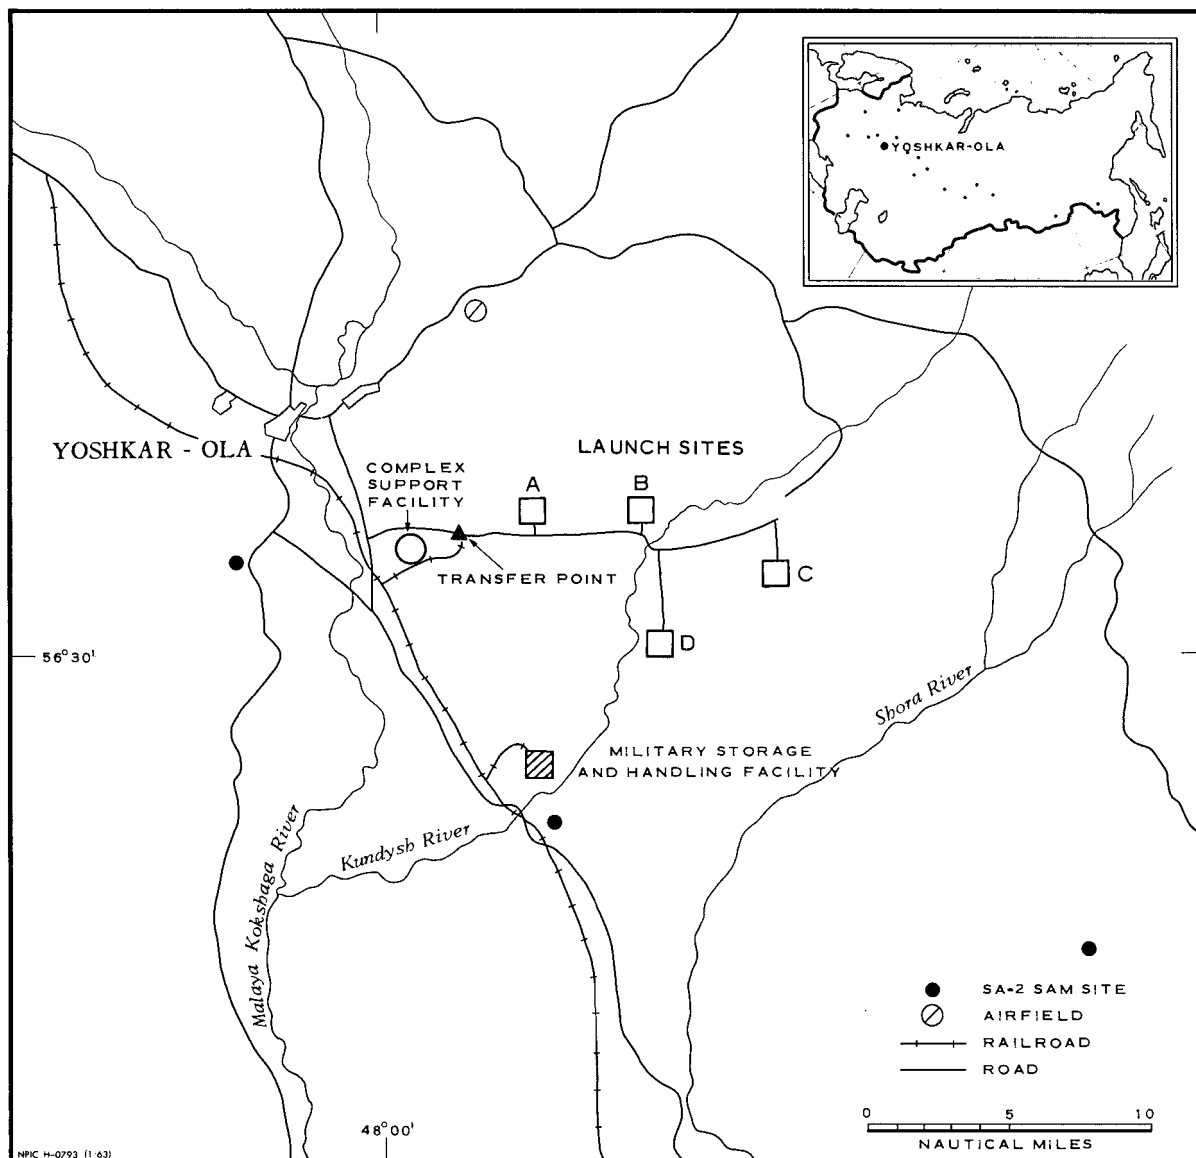 YOSHKAR-OLA
YOSHKAR - OLA
LAUNCH SITES
COMPLEX
SUPPORT
FACILITY
A
B
TRANSFER POINT
C
D
56°30'
Shora River
MILITARY STORAGE
AND HANDLING FACILITY
Kundysh River
Malaya Kokshaga River
SA-2 SAM SITE
AIRFIELD
RAILROAD
ROAD
0 5 10
NAUTICAL MILES
48°00'
NPIC H-0793 (1-63)